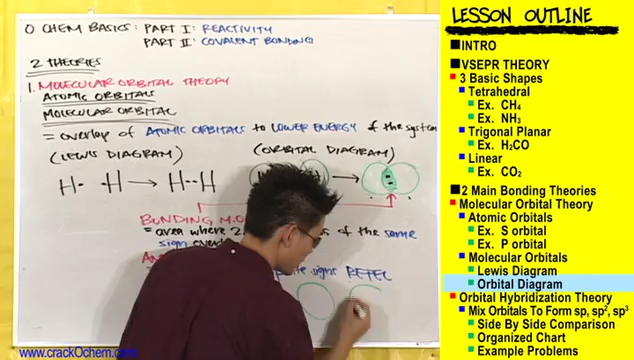 O CHEM BASICS: PART I: REACTIVITY
PART II: COVALENT BONDING
2 THEORIES
1. MOLECULAR ORBITAL THEORY
ATOMIC ORBITALS
MOLECULAR ORBITAL
= overlap of ATOMIC ORBITALS to LOWER ENERGY of the system
(LEWIS DIAGRAM) (ORBITAL DIAGRAM)
H· ·H → H··H →
BONDING M.O
= area where 2 of the same
sign
signs REPEL
www.crackOchem.com
LESSON OUTLINE
INTRO
VSEPR THEORY
3 Basic Shapes
Tetrahedral
Ex. CH₄
Ex. NH₃
Trigonal Planar
Ex. H₂CO
Linear
Ex. CO₂
2 Main Bonding Theories
Molecular Orbital Theory
Atomic Orbitals
Ex. S orbital
Ex. P orbital
Molecular Orbitals
Lewis Diagram
Orbital Diagram
Orbital Hybridization Theory
Mix Orbitals To Form sp, sp², sp³
Side By Side Comparison
Organized Chart
Example Problems